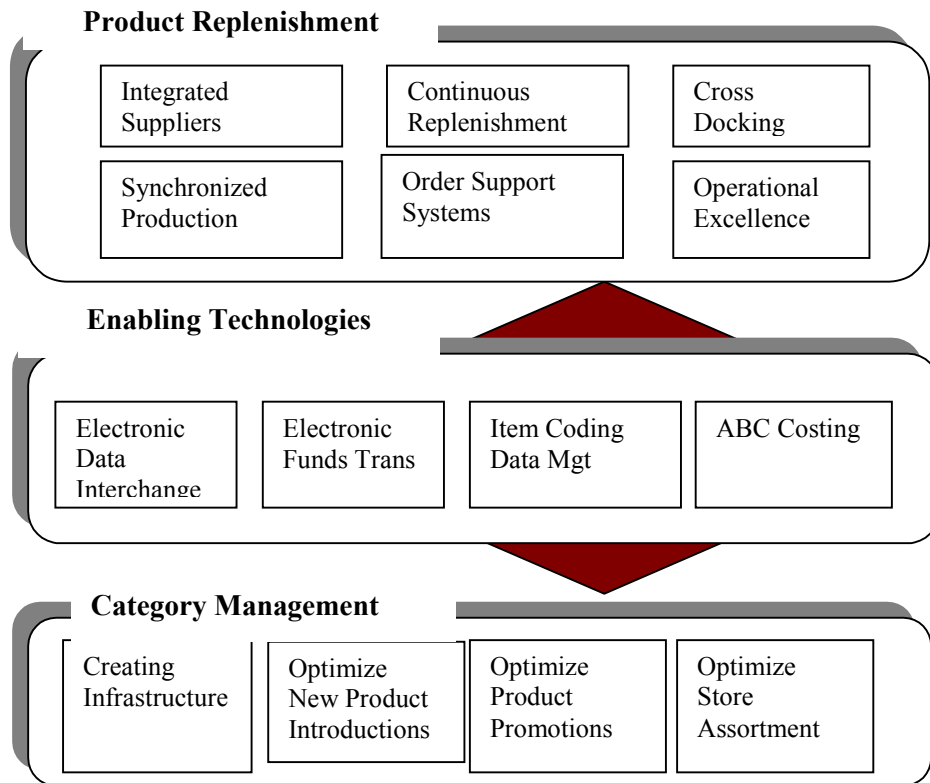 Product Replenishment
Integrated
Suppliers
Continuous
Replenishment
Cross
Docking
Synchronized
Production
Order Support
Systems
Operational
Excellence
Enabling Technologies
Electronic
Data
Interchange
Electronic
Funds Trans
Item Coding
Data Mgt
ABC Costing
Category Management
Creating
Infrastructure
Optimize
New Product
Introductions
Optimize
Product
Promotions
Optimize
Store
Assortment